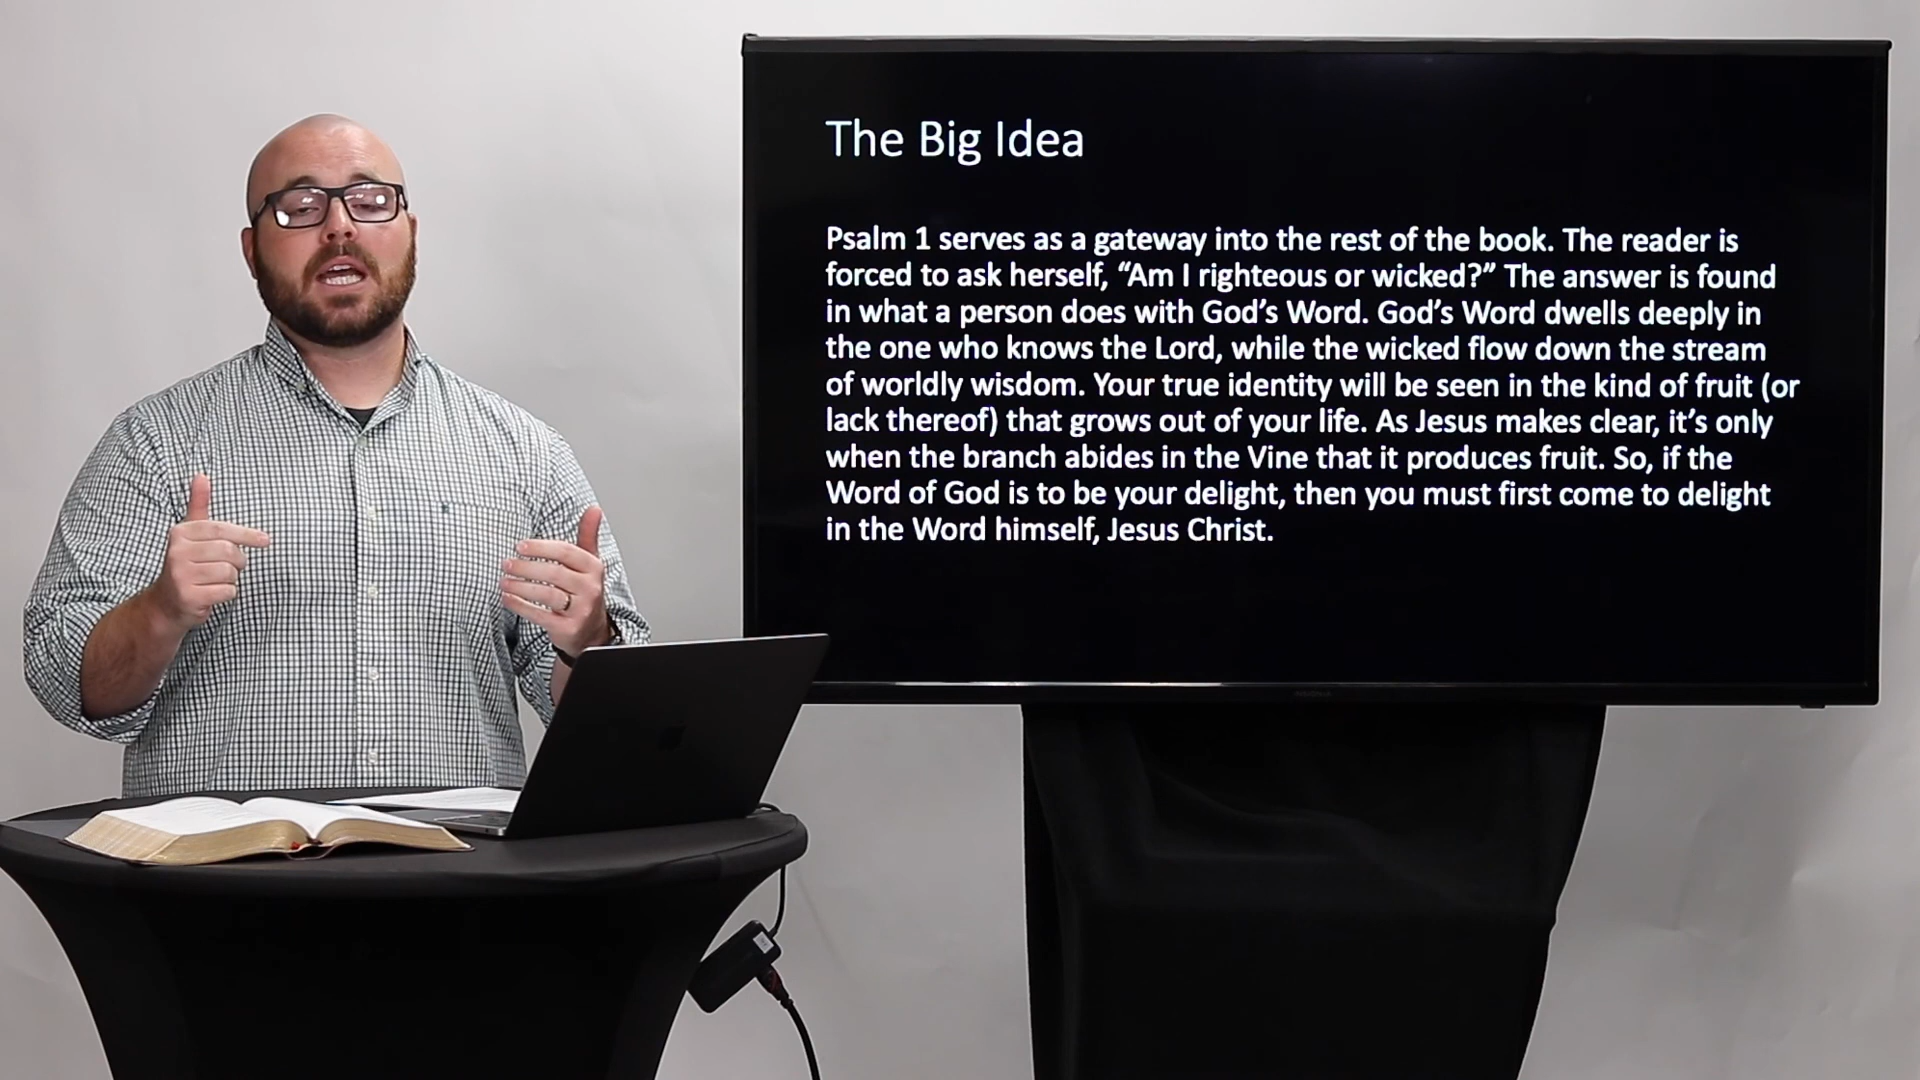 The Big Idea
Psalm 1 serves as a gateway into the rest of the book. The reader is
forced to ask herself, “Am I righteous or wicked?” The answer is found
in what a person does with God’s Word. God’s Word dwells deeply in
the one who knows the Lord, while the wicked flow down the stream
of worldly wisdom. Your true identity will be seen in the kind of fruit (or
lack thereof) that grows out of your life. As Jesus makes clear, it’s only
when the branch abides in the Vine that it produces fruit. So, if the
Word of God is to be your delight, then you must first come to delight
in the Word himself, Jesus Christ.